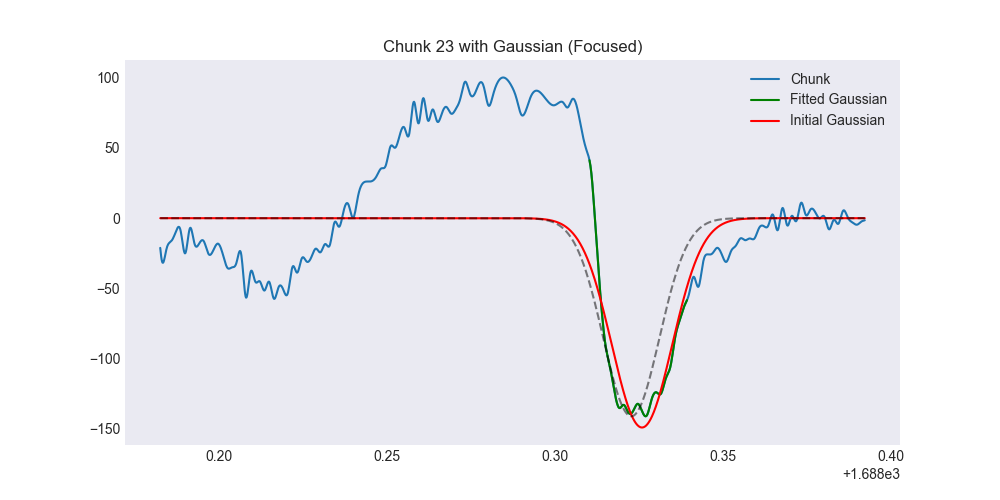 Chunk 23 with Gaussian (Focused)
100
50
0
−50
−100
−150
Chunk
Fitted Gaussian
Initial Gaussian
0.20 0.25 0.30 0.35 0.40
+1.688e3